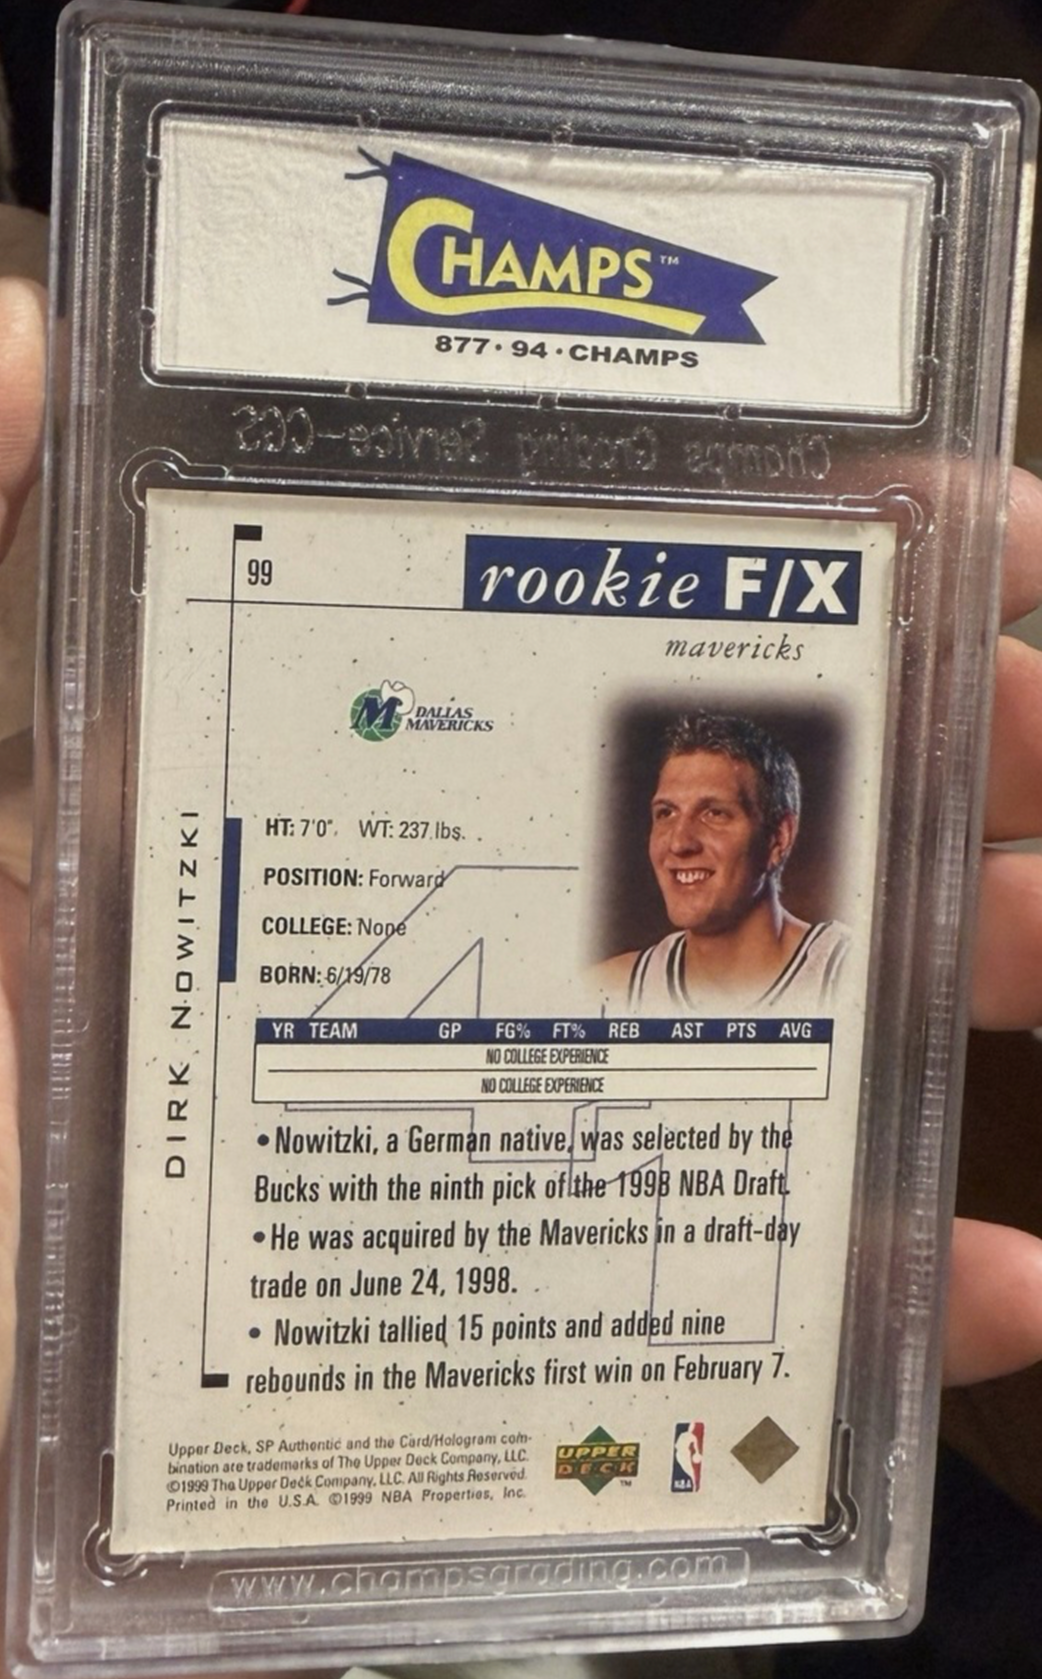 CHAMPS™
877•94•CHAMPS
Champs Grading Service-CGS
99
rookie F/X
mavericks
M DALLAS
MAVERICKS
HT: 7'0". WT: 237 lbs.
POSITION: Forward
COLLEGE: None
BORN: 6/19/78
DIRK NOWITZKI
YR TEAM GP FG% FT% REB AST PTS AVG
NO COLLEGE EXPERIENCE
NO COLLEGE EXPERIENCE
• Nowitzki, a German native, was selected by the
Bucks with the ninth pick of the 1998 NBA Draft.
• He was acquired by the Mavericks in a draft-day
trade on June 24, 1998.
• Nowitzki tallied 15 points and added nine
rebounds in the Mavericks first win on February 7.
Upper Deck, SP Authentic and the Card/Hologram com-
bination are trademarks of The Upper Deck Company, LLC.
©1999 The Upper Deck Company, LLC. All Rights Reserved.
Printed in the U.S.A. ©1999 NBA Properties, Inc.
UPPER
DECK
™
NBA
www.champsgrading.com